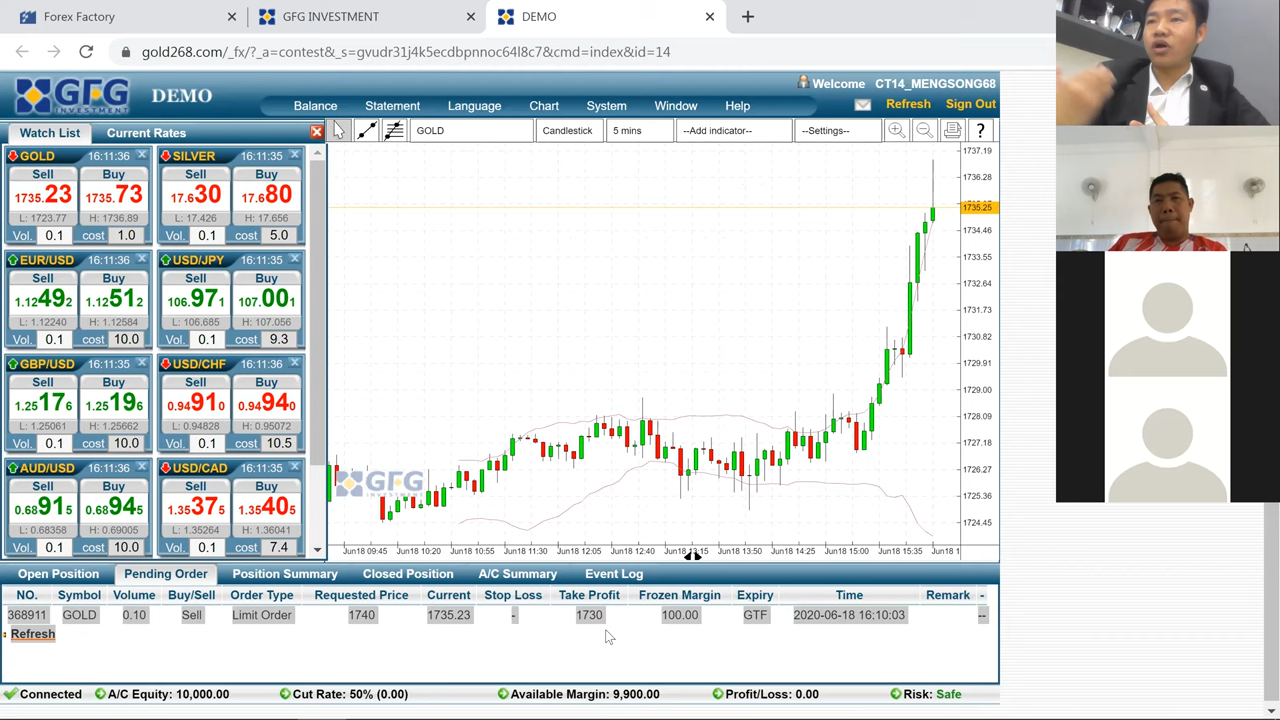 Forex Factory
GFG INVESTMENT
DEMO
gold268.com/_fx/?_a=contest&_s=gvudr31j4k5ecdbpnnoc64l8c7&cmd=index&id=14
GFG INVESTMENT
DEMO
Welcome CT14_MENGSONG68
Balance Statement Language Chart System Window Help
Refresh Sign Out
Watch List Current Rates
GOLD Candlestick 5 mins --Add indicator-- --Settings-- ?
GOLD 16:11:36
Sell Buy
1735.23 1735.73
L: 1723.77 H: 1736.89
Vol. 0.1 cost 1.0
SILVER 16:11:35
Sell Buy
17.630 17.680
L: 17.426 H: 17.656
Vol. 0.1 cost 5.0
EUR/USD 16:11:36
Sell Buy
1.12492 1.12512
L: 1.12240 H: 1.12584
Vol. 0.1 cost 10.0
USD/JPY 16:11:35
Sell Buy
106.971 107.001
L: 106.685 H: 107.056
Vol. 0.1 cost 9.3
GBP/USD 16:11:35
Sell Buy
1.25176 1.25196
L: 1.25061 H: 1.25662
Vol. 0.1 cost 10.0
USD/CHF 16:11:36
Sell Buy
0.94910 0.94940
L: 0.94828 H: 0.95072
Vol. 0.1 cost 10.5
AUD/USD 16:11:36
Sell Buy
0.68915 0.68945
L: 0.68358 H: 0.69005
Vol. 0.1 cost 10.0
USD/CAD 16:11:35
Sell Buy
1.35375 1.35405
L: 1.35264 H: 1.36041
Vol. 0.1 cost 7.4
1737.19
1736.28
1735.25
1734.46
1733.55
1732.64
1731.73
1730.82
1729.91
1729.00
1728.09
1727.18
1726.27
1725.36
1724.45
GFG INVESTMENT
Jun18 09:45 Jun18 10:20 Jun18 10:55 Jun18 11:30 Jun18 12:05 Jun18 12:40 Jun18 13:15 Jun18 13:50 Jun18 14:25 Jun18 15:00 Jun18 15:35 Jun18 1
Open Position Pending Order Position Summary Closed Position A/C Summary Event Log
NO. Symbol Volume Buy/Sell Order Type Requested Price Current Stop Loss Take Profit Frozen Margin Expiry Time Remark -
368911 GOLD 0.10 Sell Limit Order 1740 1735.23 - 1730 100.00 GTF 2020-06-18 16:10:03 --
Refresh
Connected A/C Equity: 10,000.00 Cut Rate: 50% (0.00) Available Margin: 9,900.00 Profit/Loss: 0.00 Risk: Safe